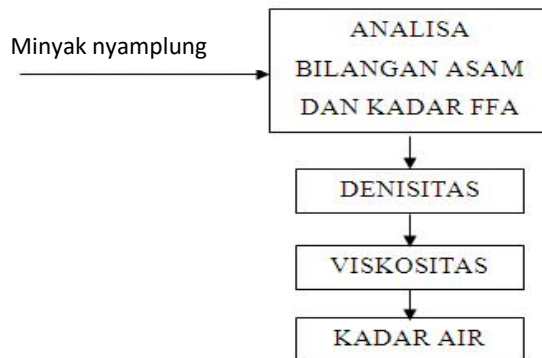 Minyak nyamplung
ANALISA
BILANGAN ASAM
DAN KADAR FFA
DENISITAS
VISKOSITAS
KADAR AIR